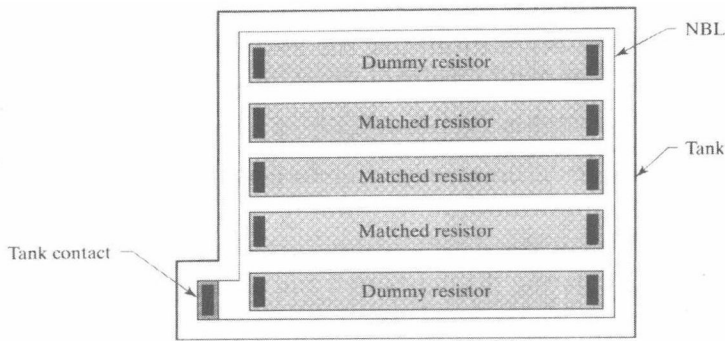 NBL
Dummy resistor
Matched resistor
Tank
Matched resistor
Matched resistor
Tank contact
Dummy resistor